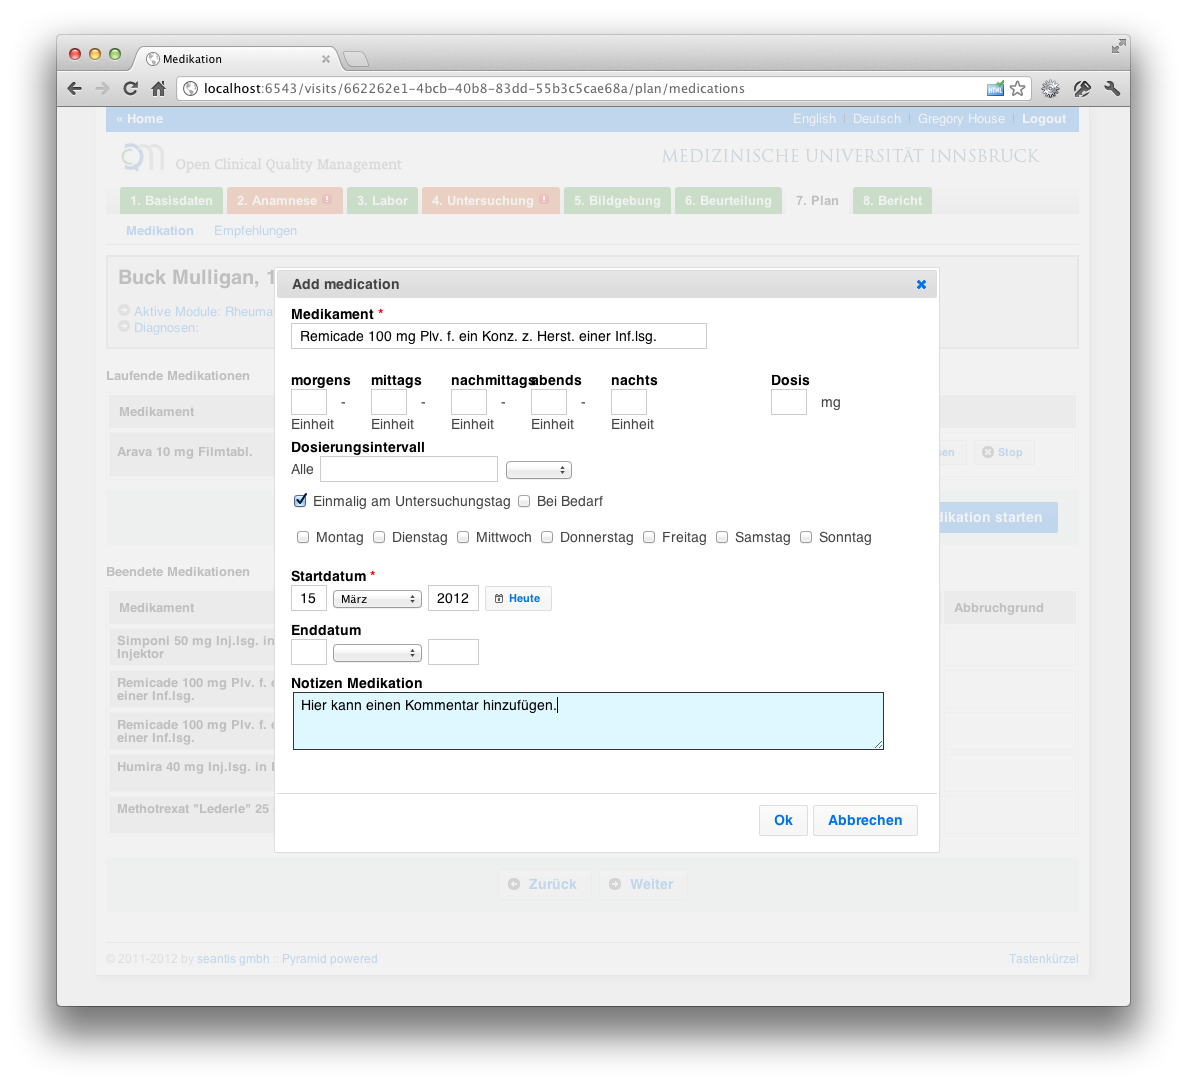 Medikation
localhost:6543/visits/662262e1-4bcb-40b8-83dd-55b3c5cae68a/plan/medications
« Home English Deutsch Gregory House Logout
Open Clinical Quality Management MEDIZINISCHE UNIVERSITÄT INNSBRUCK
1. Basisdaten 2. Anamnese ! 3. Labor 4. Untersuchung ! 5. Bildgebung 6. Beurteilung 7. Plan 8. Bericht
Medikation Empfehlungen
Buck Mulligan, 1
Aktive Module: Rheuma
Diagnosen:
Laufende Medikationen
Medikament
Arava 10 mg Filmtabl. sen Stop
dikation starten
Beendete Medikationen
Medikament Abbruchgrund
Simponi 50 mg Inj.lsg. in
Injektor
Remicade 100 mg Plv. f. e
einer Inf.lsg.
Remicade 100 mg Plv. f. e
einer Inf.lsg.
Humira 40 mg Inj.lsg. in
Methotrexat "Lederle" 25
Add medication
Medikament *
Remicade 100 mg Plv. f. ein Konz. z. Herst. einer Inf.lsg.
morgens mittags nachmittags abends nachts Dosis
- - - - mg
Einheit Einheit Einheit Einheit Einheit
Dosierungsintervall
Alle
Einmalig am Untersuchungstag Bei Bedarf
Montag Dienstag Mittwoch Donnerstag Freitag Samstag Sonntag
Startdatum *
15 März 2012 Heute
Enddatum
Notizen Medikation
Hier kann einen Kommentar hinzufügen.
Ok Abbrechen
Zurück Weiter
© 2011-2012 by seantis gmbh :: Pyramid powered Tastenkürzel